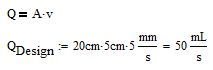 Q = A·v
Q_Design := 20cm·5cm·5 mm/s = 50 mL/s